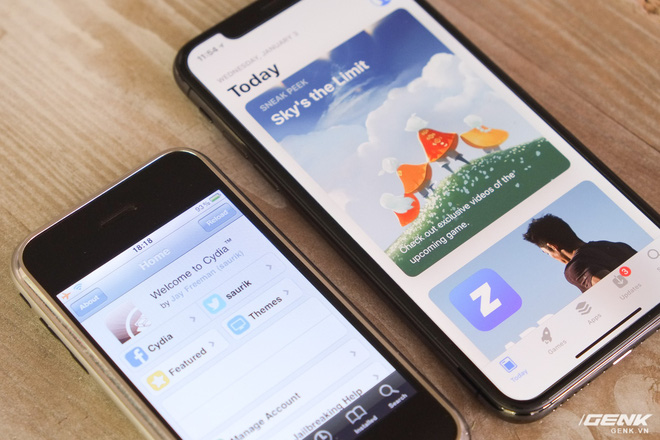 11:54
WEDNESDAY, JANUARY 2
Today
SNEAK PEEK
Sky's the Limit
Check out exclusive videos of the
upcoming game.
Z
Today
Games
Apps
3
Updates
18:18
93%
About
Home
Reload
Welcome to Cydia™
by Jay Freeman (saurik)
Cydia
saurik
Featured
Themes
Manage Account
Jailbreaking Help
Installed
Search
GENK
GENK.VN